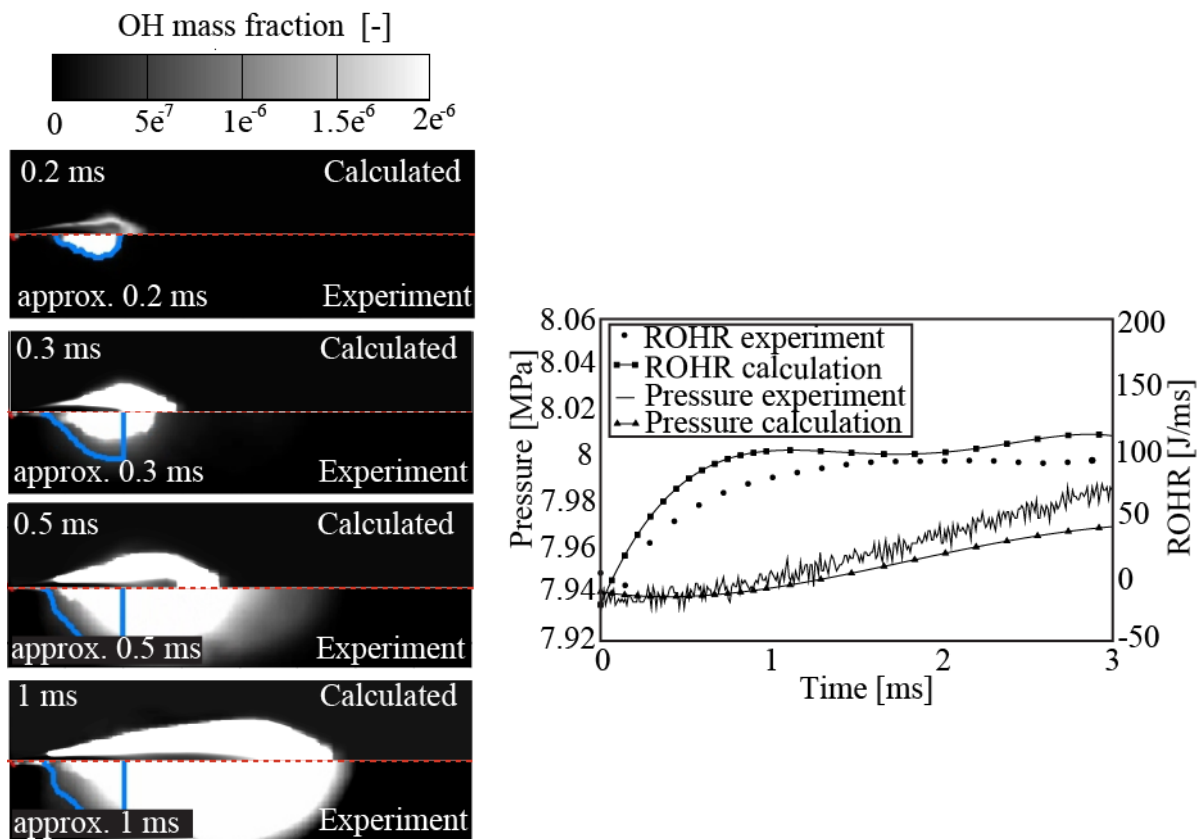 OH mass fraction [-]
0 5e-7 1e-6 1.5e-6 2e-6
0.2 ms Calculated
approx. 0.2 ms Experiment
0.3 ms Calculated
approx. 0.3 ms Experiment
0.5 ms Calculated
approx. 0.5 ms Experiment
1 ms Calculated
approx. 1 ms Experiment
Pressure [MPa]
8.06
8.04
8.02
8
7.98
7.96
7.94
7.92
ROHR experiment
ROHR calculation
Pressure experiment
Pressure calculation
200
150
100
50
0
-50
ROHR [J/ms]
0 1 2 3
Time [ms]